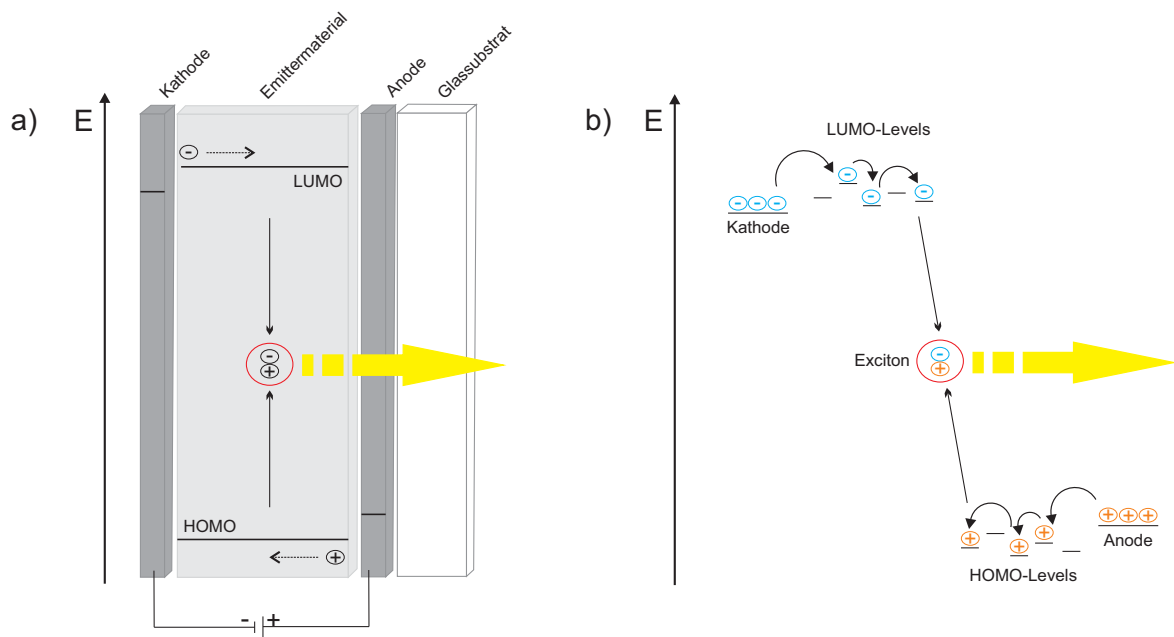 a)
E
Kathode
Emittermaterial
Anode
Glassubstrat
-
LUMO
-
+
HOMO
+
- +
b)
E
LUMO-Levels
-
- - -
-
-
Kathode
Exciton
-
+
+ + +
+
+
+
Anode
HOMO-Levels